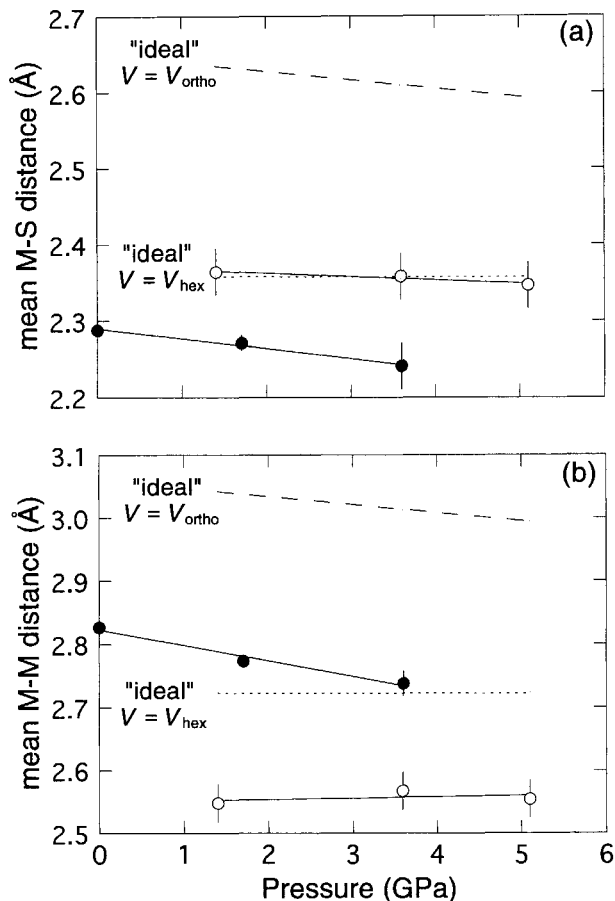 2.7
"ideal"
V = Vortho
(a)
2.6
2.5
2.4
"ideal"
V = Vhex
2.3
2.2
mean M-S distance (Å)
3.1
"ideal"
V = Vortho
(b)
3.0
2.9
2.8
2.7
"ideal"
V = Vhex
2.6
2.5
mean M-M distance (Å)
0 1 2 3 4 5 6
Pressure (GPa)